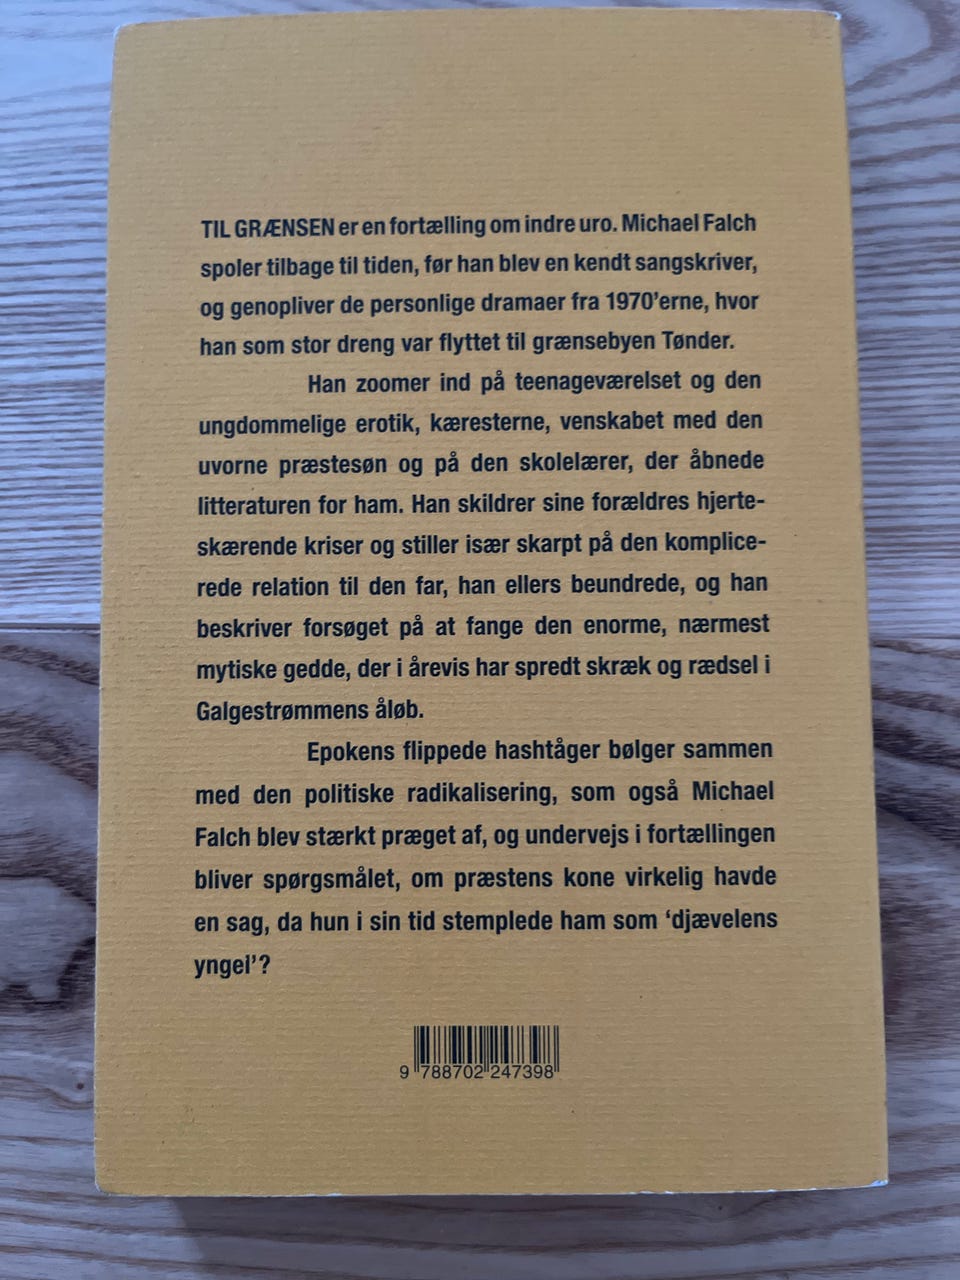 TIL GRÆNSEN er en fortælling om indre uro. Michael Falch
spoler tilbage til tiden, før han blev en kendt sangskriver,
og genopliver de personlige dramaer fra 1970’erne, hvor
han som stor dreng var flyttet til grænsebyen Tønder.
Han zoomer ind på teenageværelset og den
ungdommelige erotik, kæresterne, venskabet med den
uvorne præstesøn og på den skolelærer, der åbnede
litteraturen for ham. Han skildrer sine forældres hjerte-
skærende kriser og stiller især skarpt på den komplice-
rede relation til den far, han ellers beundrede, og han
beskriver forsøget på at fange den enorme, nærmest
mytiske gedde, der i årevis har spredt skræk og rædsel i
Galgestrømmens åløb.
Epokens flippede hashtåger bølger sammen
med den politiske radikalisering, som også Michael
Falch blev stærkt præget af, og undervejs i fortællingen
bliver spørgsmålet, om præstens kone virkelig havde
en sag, da hun i sin tid stemplede ham som ‘djævelens
yngel’?
9 788702 247398